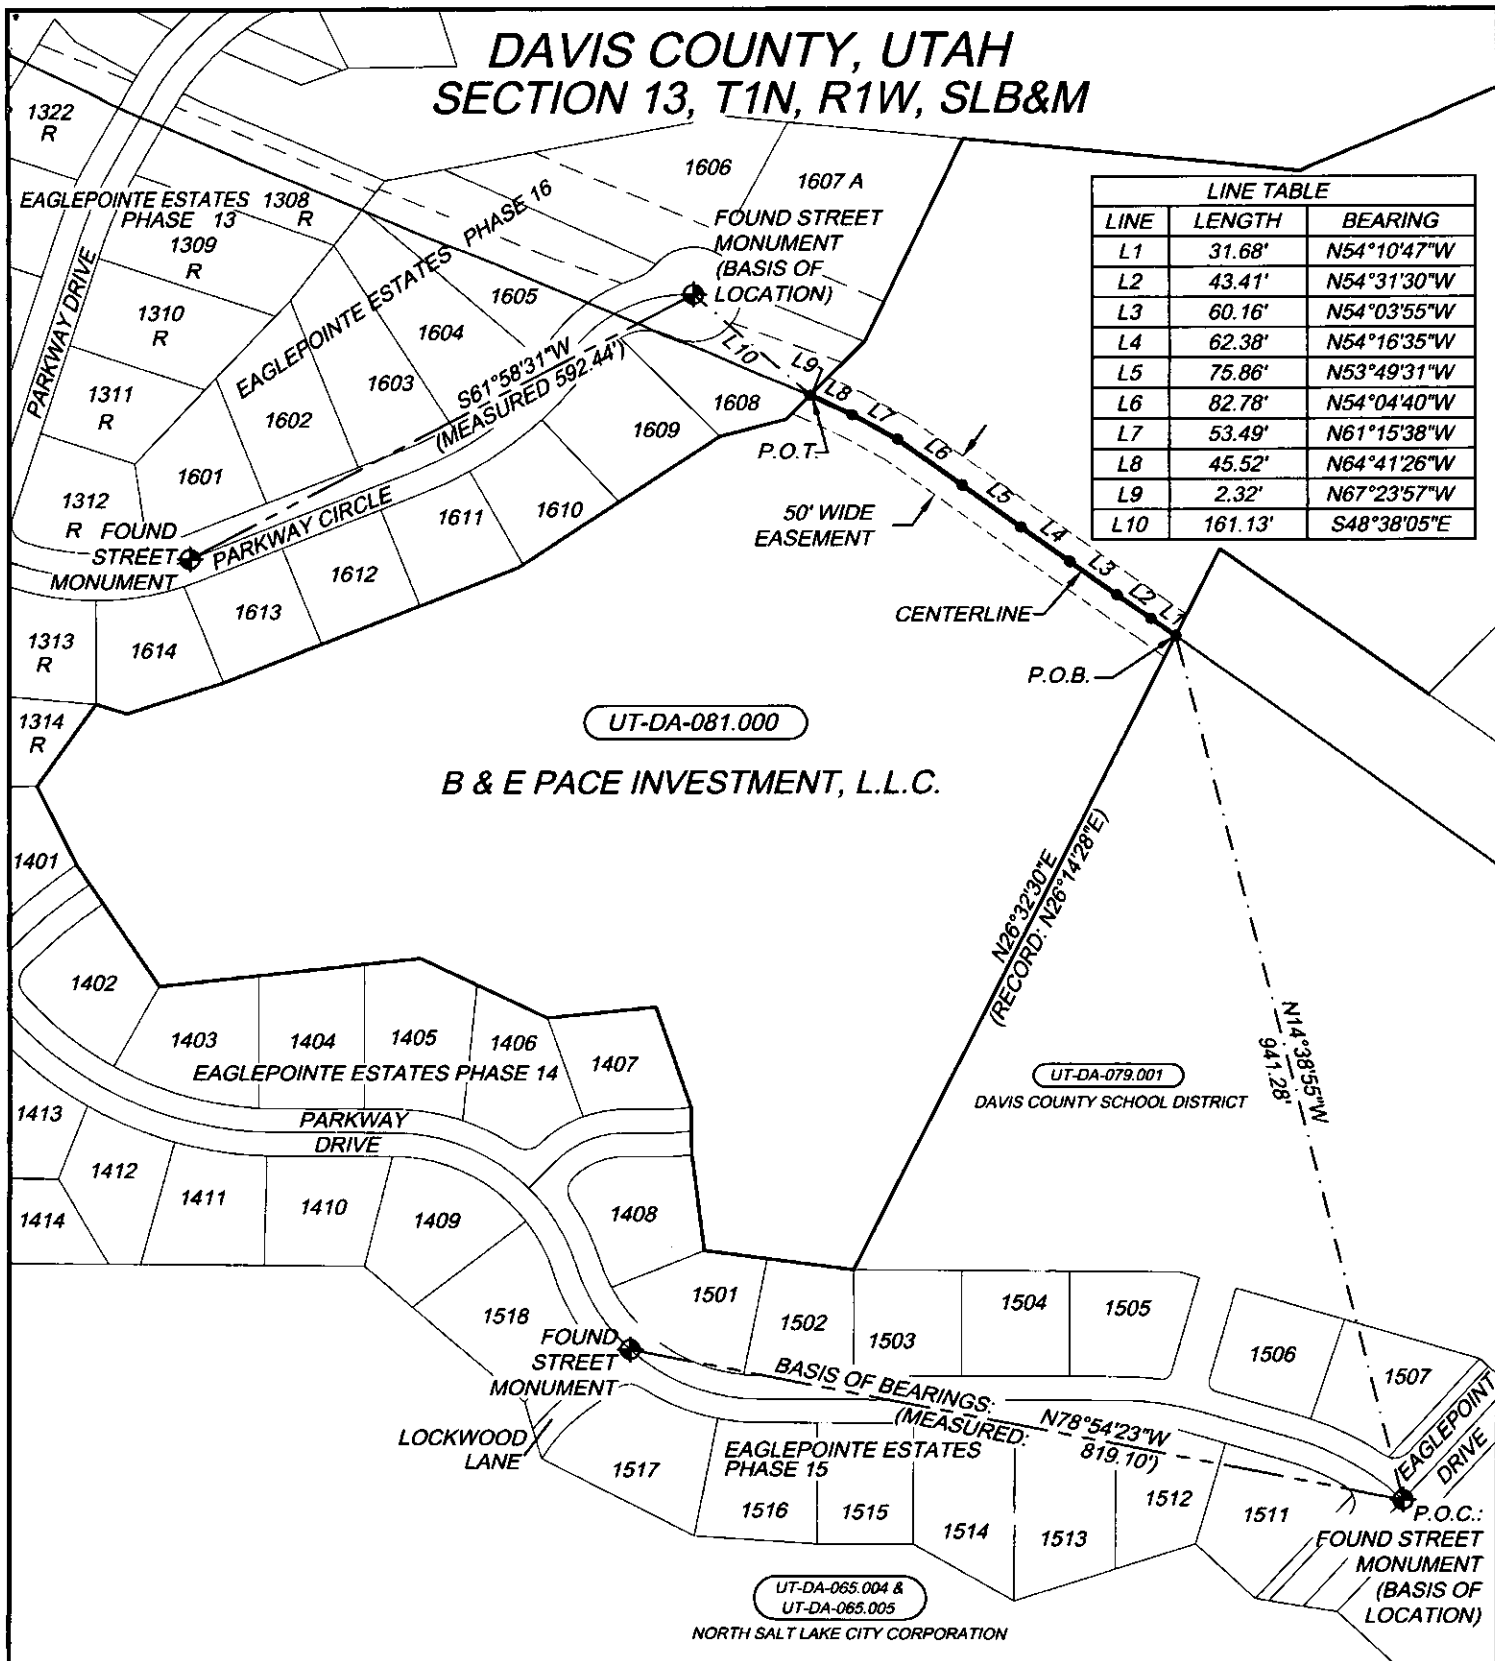 DAVIS COUNTY, UTAH
SECTION 13, T1N, R1W, SLB&M
LINE TABLE
LINE LENGTH BEARING
L1 31.68' N54°10'47"W
L2 43.41' N54°31'30"W
L3 60.16' N54°03'55"W
L4 62.38' N54°16'35"W
L5 75.86' N53°49'31"W
L6 82.78' N54°04'40"W
L7 53.49' N61°15'38"W
L8 45.52' N64°41'26"W
L9 2.32' N67°23'57"W
L10 161.13' S48°38'05"E
1322
R
EAGLEPOINTE ESTATES
PHASE 13
1308
R
1309
R
1310
R
1311
R
1312
R
PARKWAY DRIVE
EAGLEPOINTE ESTATES PHASE 16
1606
1607 A
FOUND STREET
MONUMENT
(BASIS OF
LOCATION)
1605
1604
1603
1602
1601
S61°58'31"W
(MEASURED 592.44')
L10
L9
L8
L7
L6
L5
L4
L3
L2
L1
1608
1609
1610
1611
1612
1613
1614
PARKWAY CIRCLE
FOUND
STREET
MONUMENT
P.O.T.
50' WIDE
EASEMENT
CENTERLINE
P.O.B.
1313
R
1314
R
UT-DA-081.000
B & E PACE INVESTMENT, L.L.C.
N26°32'30"E
(RECORD: N26°14'28"E)
N14°38'55"W
941.28'
UT-DA-079.001
DAVIS COUNTY SCHOOL DISTRICT
1401
1402
1403
1404
1405
1406
1407
EAGLEPOINTE ESTATES PHASE 14
PARKWAY
DRIVE
1413
1412
1411
1410
1409
1408
1414
1501
1502
1503
1504
1505
1506
1507
1518
FOUND
STREET
MONUMENT
LOCKWOOD
LANE
BASIS OF BEARINGS:
(MEASURED:
N78°54'23"W
819.10')
EAGLEPOINTE ESTATES
PHASE 15
1517
1516
1515
1514
1513
1512
1511
EAGLEPOINT
DRIVE
P.O.C.:
FOUND STREET
MONUMENT
(BASIS OF
LOCATION)
UT-DA-065.004 &
UT-DA-065.005
NORTH SALT LAKE CITY CORPORATION